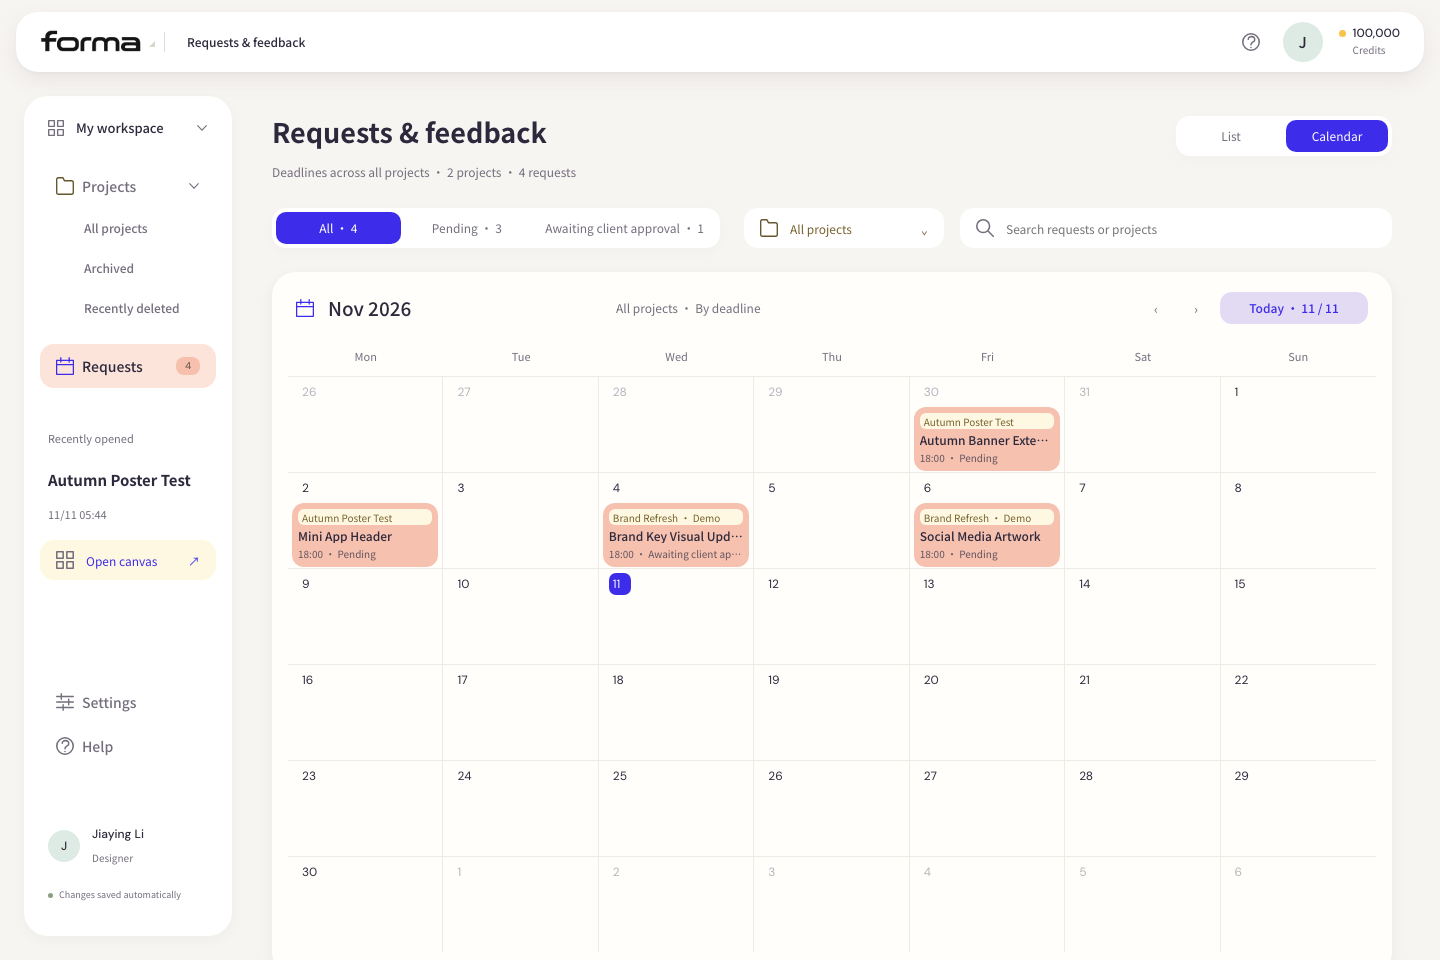 forma
Requests & feedback
J
100,000
Credits
My workspace
Projects
All projects
Archived
Recently deleted
Requests
4
Recently opened
Autumn Poster Test
11/11 05:44
Open canvas ↗
Settings
Help
J
Jiaying Li
Designer
Changes saved automatically
Requests & feedback
Deadlines across all projects • 2 projects • 4 requests
List
Calendar
All • 4
Pending • 3
Awaiting client approval • 1
All projects
Search requests or projects
Nov 2026
All projects • By deadline
‹ ›
Today • 11 / 11
Mon Tue Wed Thu Fri Sat Sun
26 27 28 29 30 31 1
Autumn Poster Test
Autumn Banner Exte…
18:00 • Pending
2 3 4 5 6 7 8
Autumn Poster Test
Mini App Header
18:00 • Pending
Brand Refresh • Demo
Brand Key Visual Upd…
18:00 • Awaiting client ap…
Brand Refresh • Demo
Social Media Artwork
18:00 • Pending
9 10 11 12 13 14 15
16 17 18 19 20 21 22
23 24 25 26 27 28 29
30 1 2 3 4 5 6